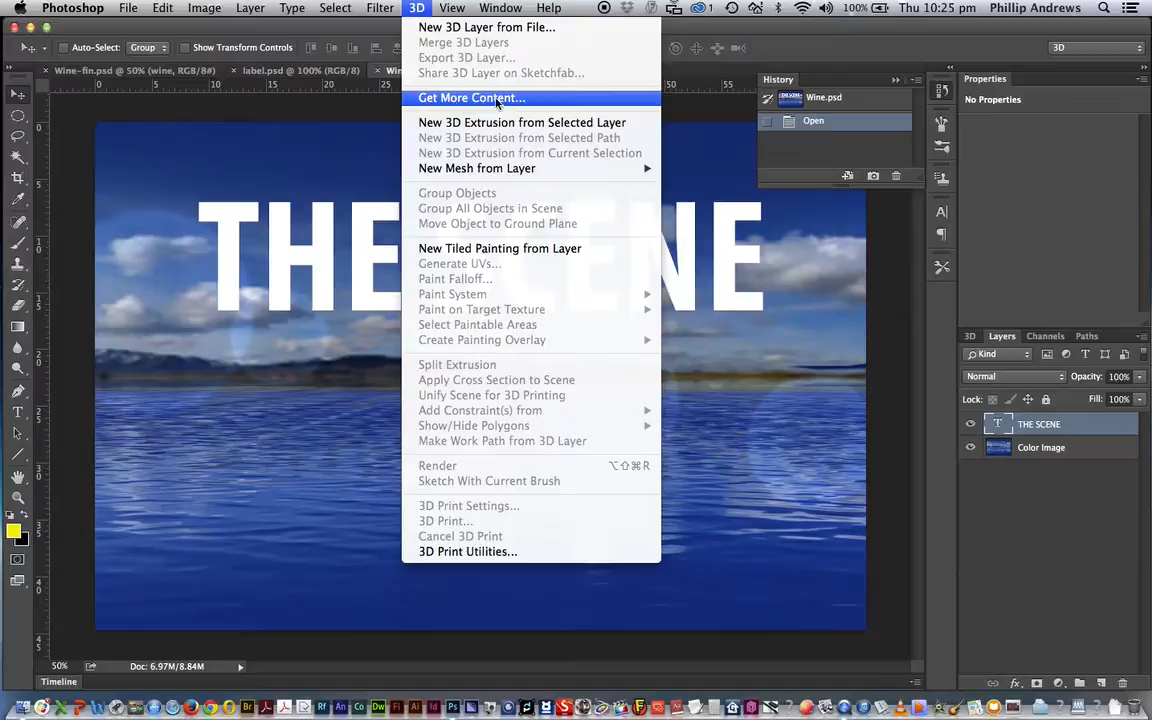 Photoshop File Edit Image Layer Type Select Filter 3D View Window Help 1 100% Thu 10:25 pm Phillip Andrews
Auto-Select: Group Show Transform Controls 3D
Wine-fin.psd @ 50% (wine, RGB/8#) label.psd @ 100% (RGB/8) Win
New 3D Layer from File...
Merge 3D Layers
Export 3D Layer...
Share 3D Layer on Sketchfab...
Get More Content...
New 3D Extrusion from Selected Layer
New 3D Extrusion from Selected Path
New 3D Extrusion from Current Selection
New Mesh from Layer
Group Objects
Group All Objects in Scene
Move Object to Ground Plane
New Tiled Painting from Layer
Generate UVs...
Paint Falloff...
Paint System
Paint on Target Texture
Select Paintable Areas
Create Painting Overlay
Split Extrusion
Apply Cross Section to Scene
Unify Scene for 3D Printing
Add Constraint(s) from
Show/Hide Polygons
Make Work Path from 3D Layer
Render ⌥⇧⌘R
Sketch With Current Brush
3D Print Settings...
3D Print...
Cancel 3D Print
3D Print Utilities...
THE SCENE
History
Wine.psd
Open
Properties
No Properties
3D Layers Channels Paths
Kind
Normal Opacity: 100%
Lock: Fill: 100%
THE SCENE
Color Image
50% Doc: 6.97M/8.84M
Timeline